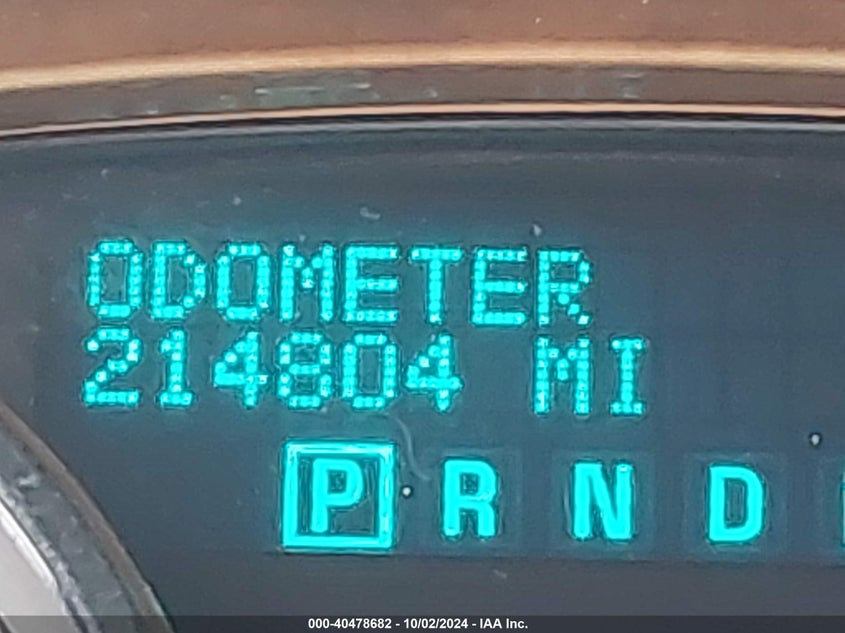 ODOMETER
214804 MI
P R N D
000-40478682 - 10/02/2024 - IAA Inc.